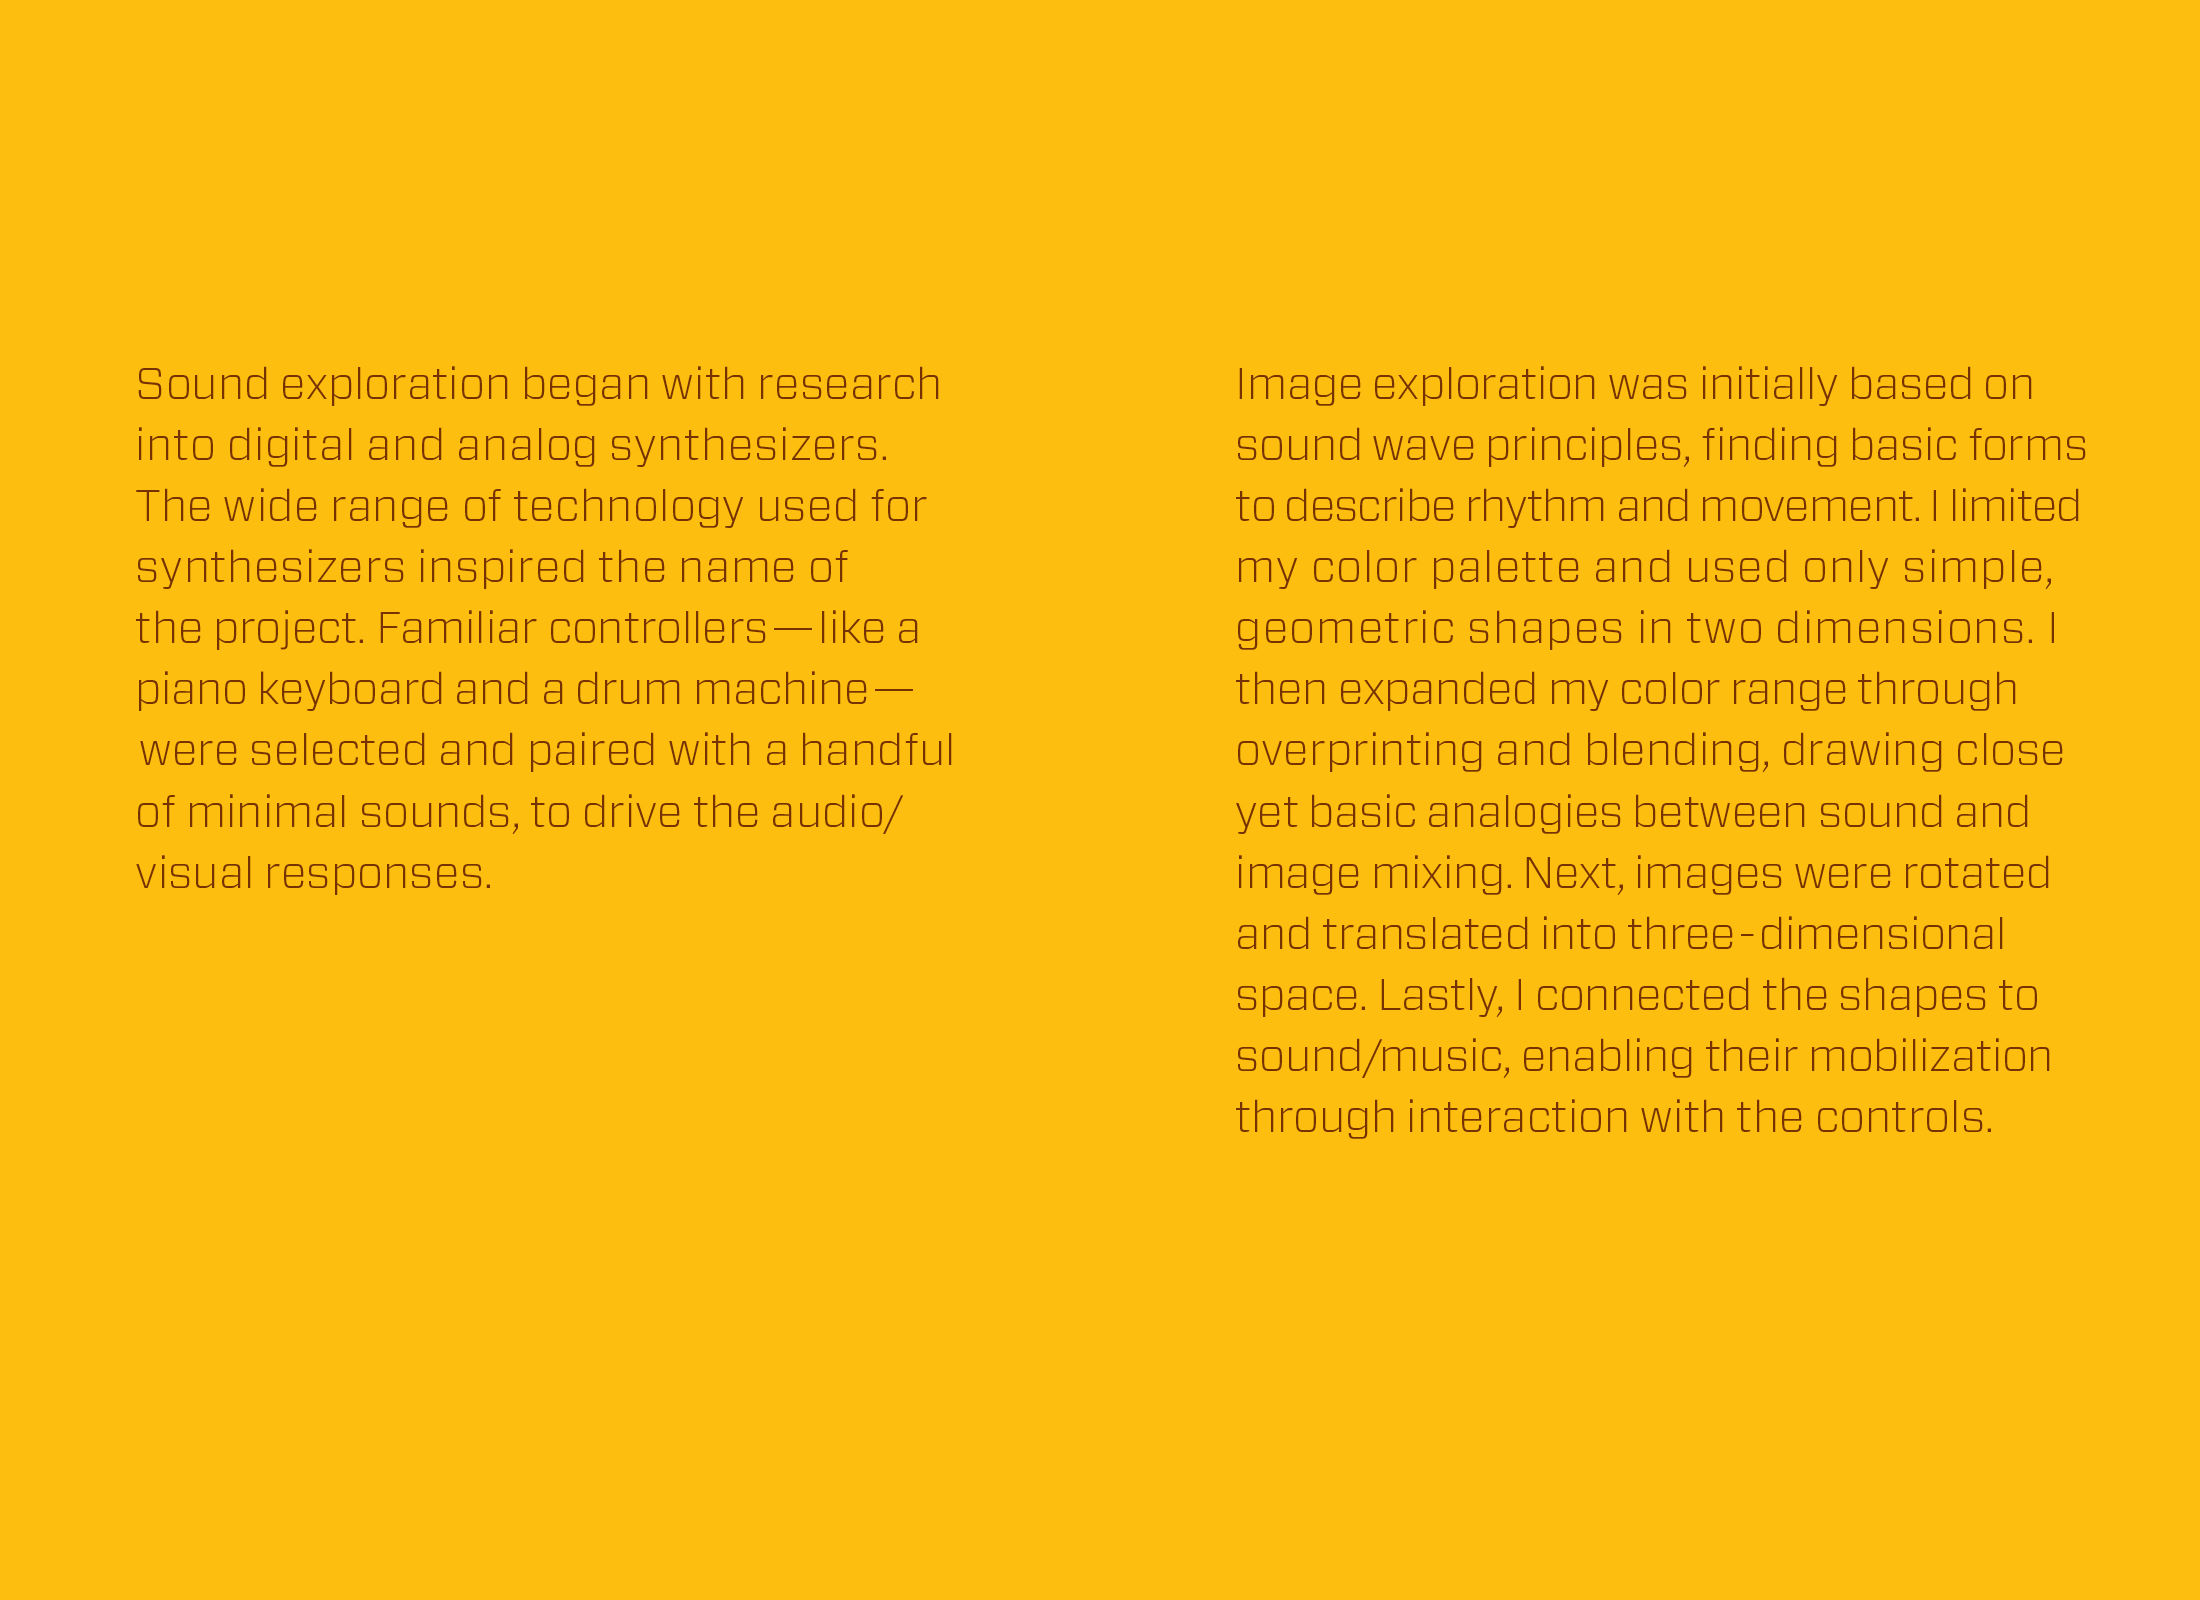 Sound exploration began with research
into digital and analog synthesizers.
The wide range of technology used for
synthesizers inspired the name of
the project. Familiar controllers—like a
piano keyboard and a drum machine—
were selected and paired with a handful
of minimal sounds, to drive the audio/
visual responses.
Image exploration was initially based on
sound wave principles, finding basic forms
to describe rhythm and movement. I limited
my color palette and used only simple,
geometric shapes in two dimensions. I
then expanded my color range through
overprinting and blending, drawing close
yet basic analogies between sound and
image mixing. Next, images were rotated
and translated into three-dimensional
space. Lastly, I connected the shapes to
sound/music, enabling their mobilization
through interaction with the controls.